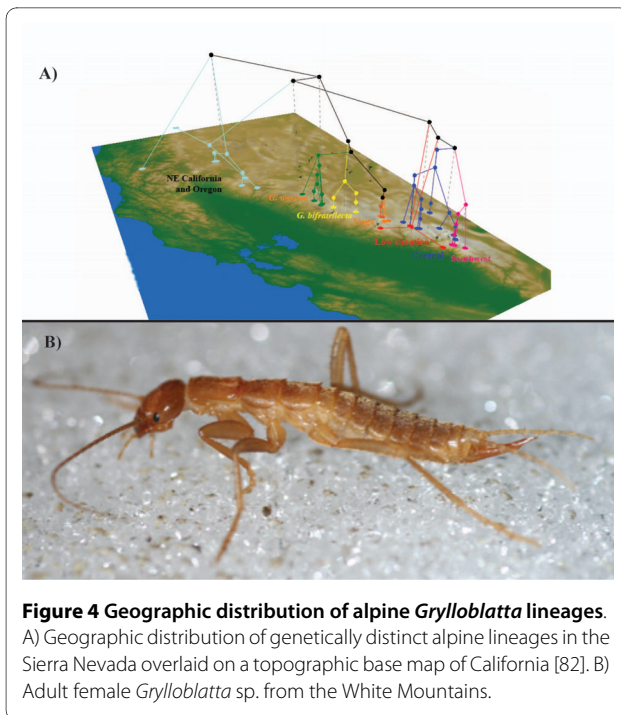 A)
NE California
and Oregon
G. bifratrilecta
B)
Figure 4 Geographic distribution of alpine Grylloblatta lineages.
A) Geographic distribution of genetically distinct alpine lineages in the
Sierra Nevada overlaid on a topographic base map of California [82]. B)
Adult female Grylloblatta sp. from the White Mountains.